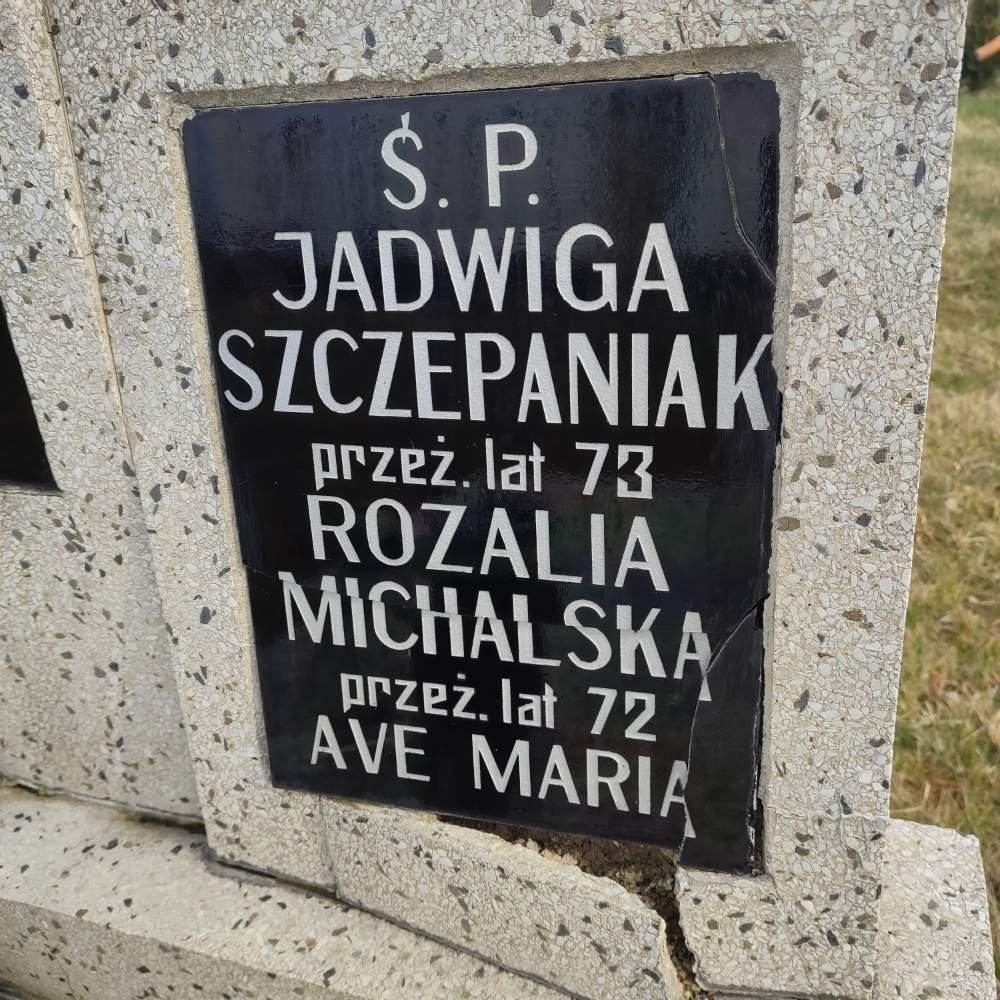 Ś. P.
JADWIGA
SZCZEPANIAK
przeż. lat 73
ROZALIA
MICHALSKA
przeż. lat 72
AVE MARIA